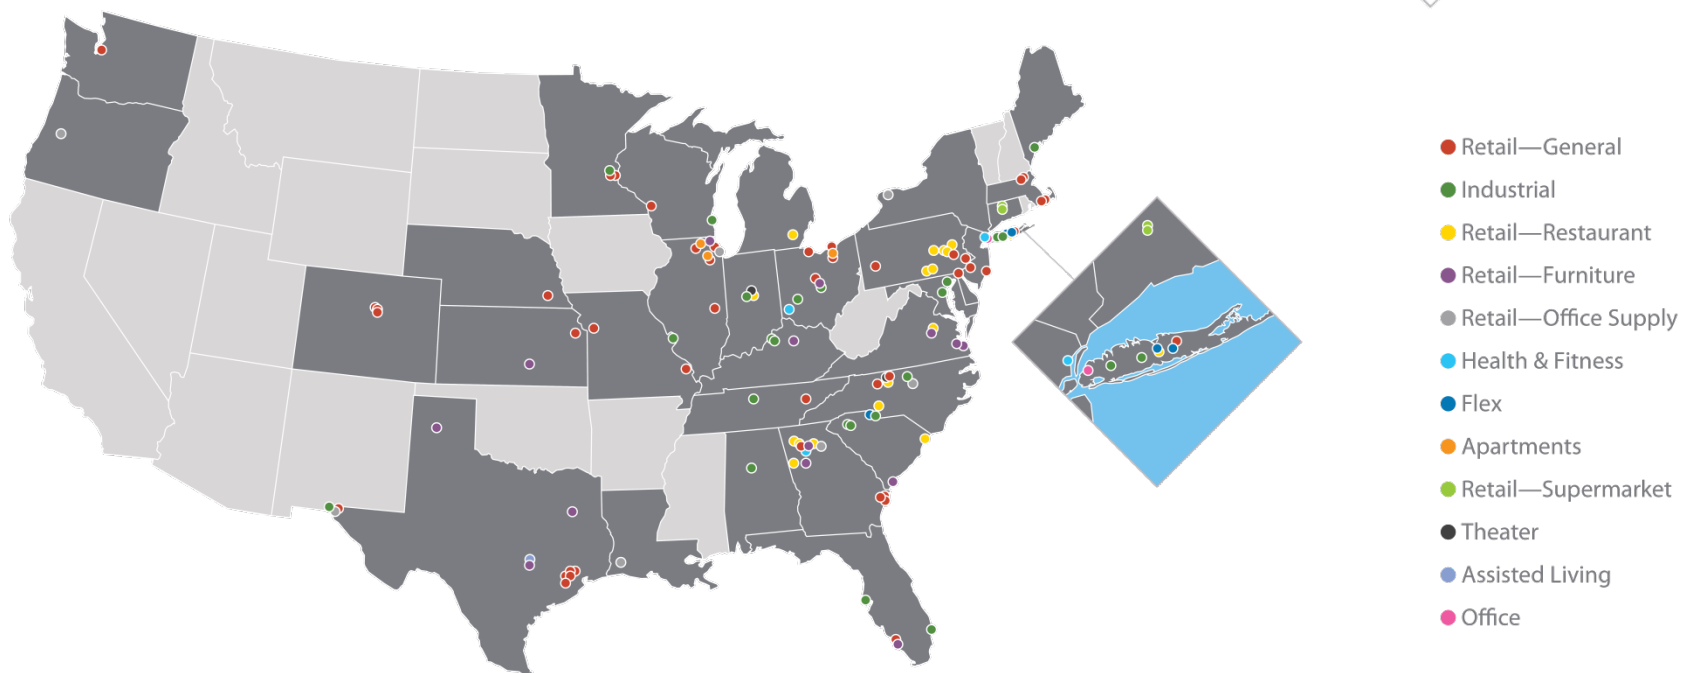 Retail—General
Industrial
Retail—Restaurant
Retail—Furniture
Retail—Office Supply
Health & Fitness
Flex
Apartments
Retail—Supermarket
Theater
Assisted Living
Office